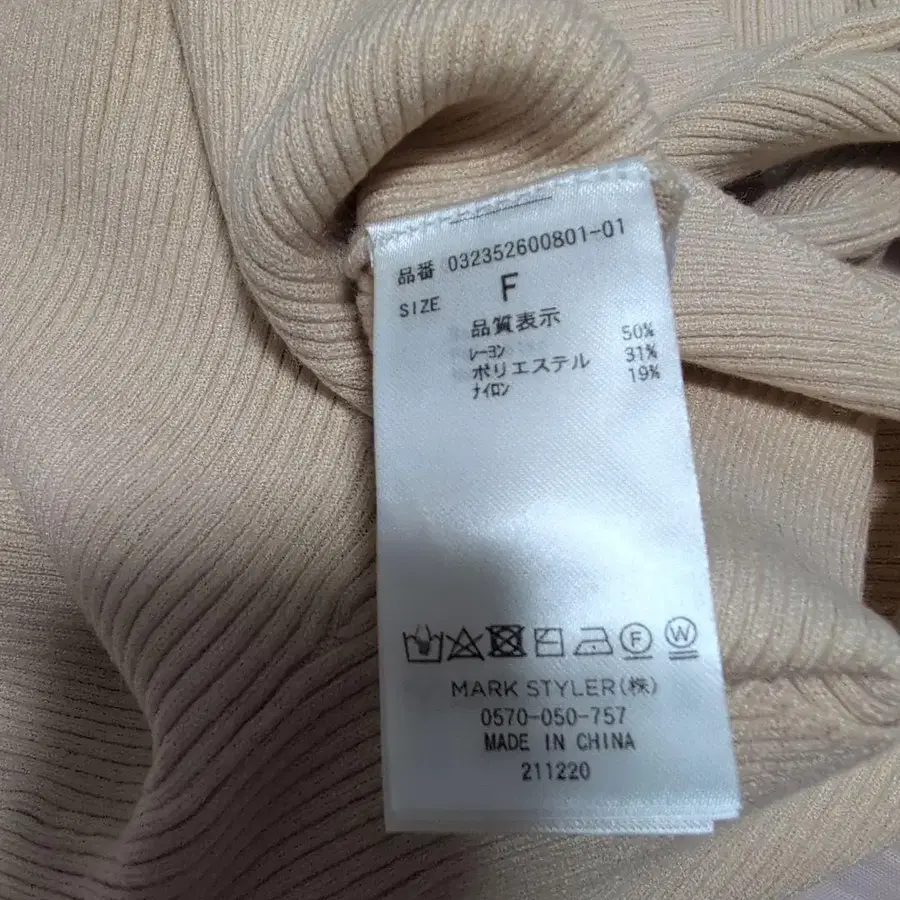 品番 032352600801-01
SIZE F
品質表示
レーヨン 50%
ポリエステル 31%
ナイロン 19%
F W
MARK STYLER(株)
0570-050-757
MADE IN CHINA
211220